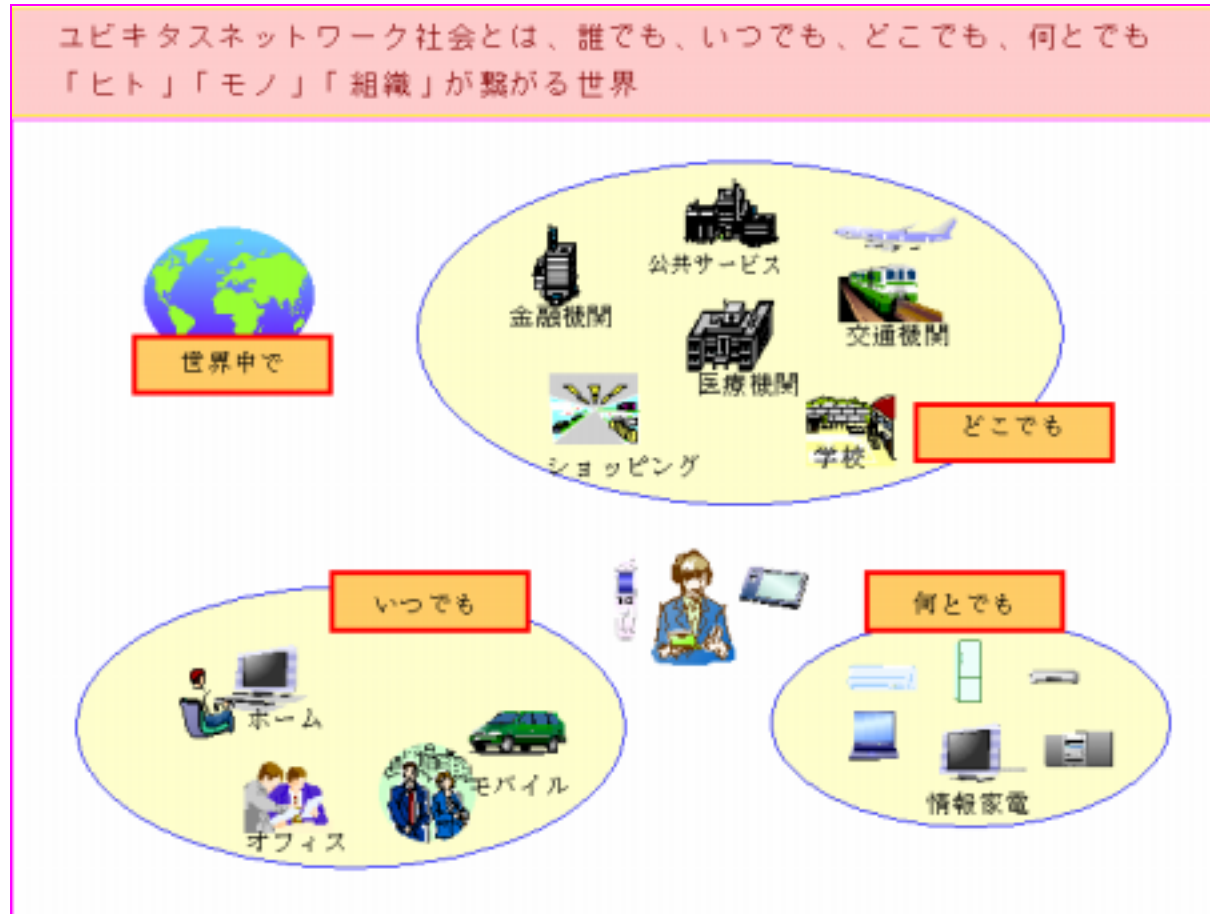 ユビキタスネットワーク社会とは、誰でも、いつでも、どこでも、何とでも
「ヒト」「モノ」「組織」が繋がる世界
公共サービス
金融機関
交通機関
世界中で
医療機関
どこでも
ショッピング
学校
いつでも
何とでも
ホーム
モバイル
オフィス
情報家電